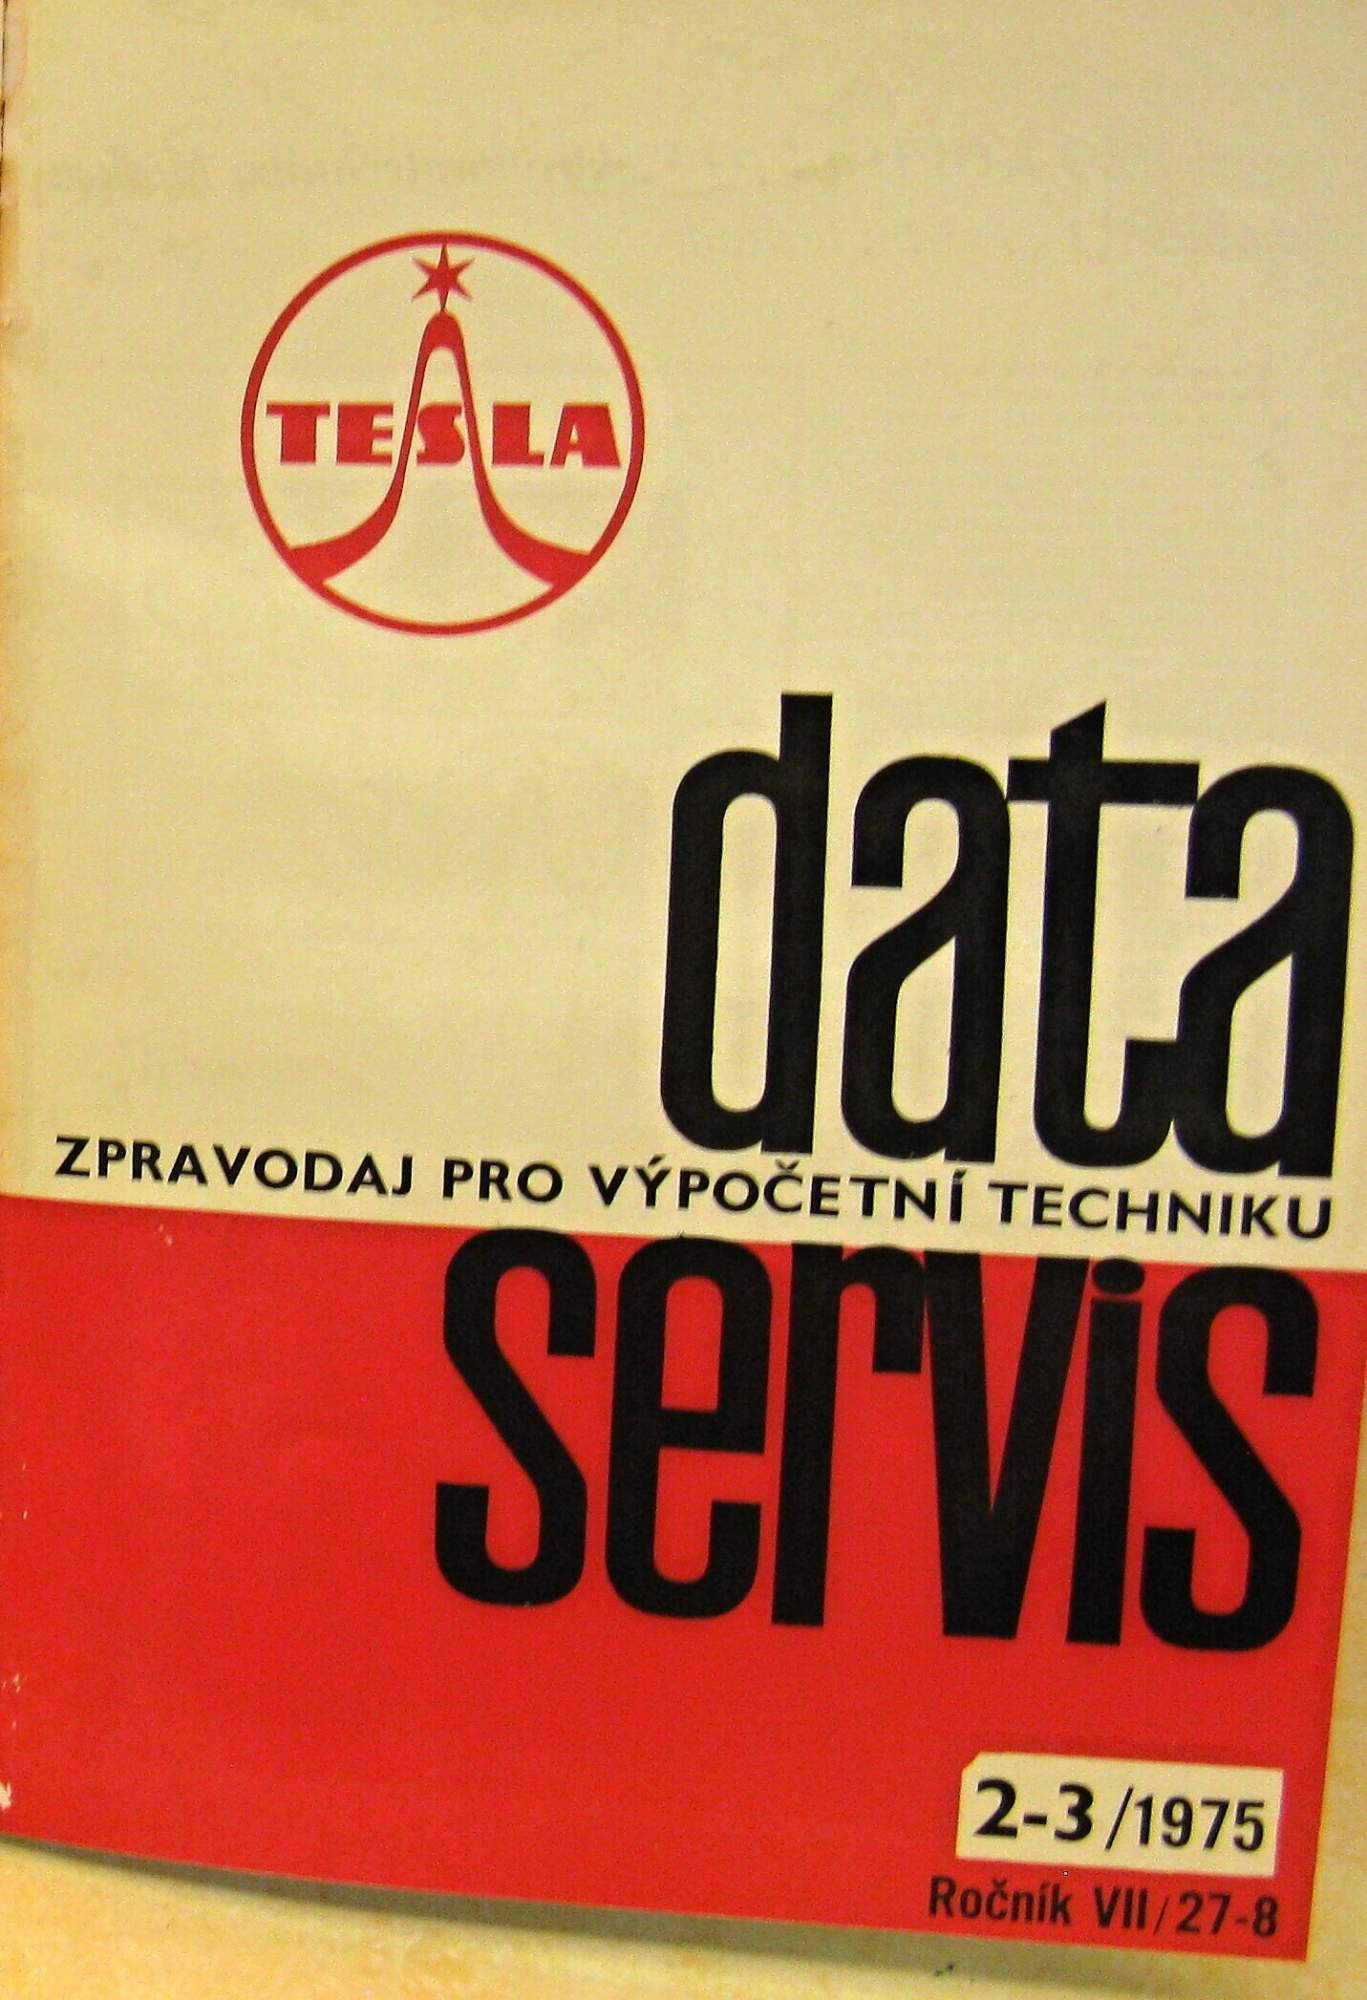 TESLA
data
ZPRAVODAJ PRO VÝPOČETNÍ TECHNIKU
servis
2-3/1975
Ročník VII/27-8